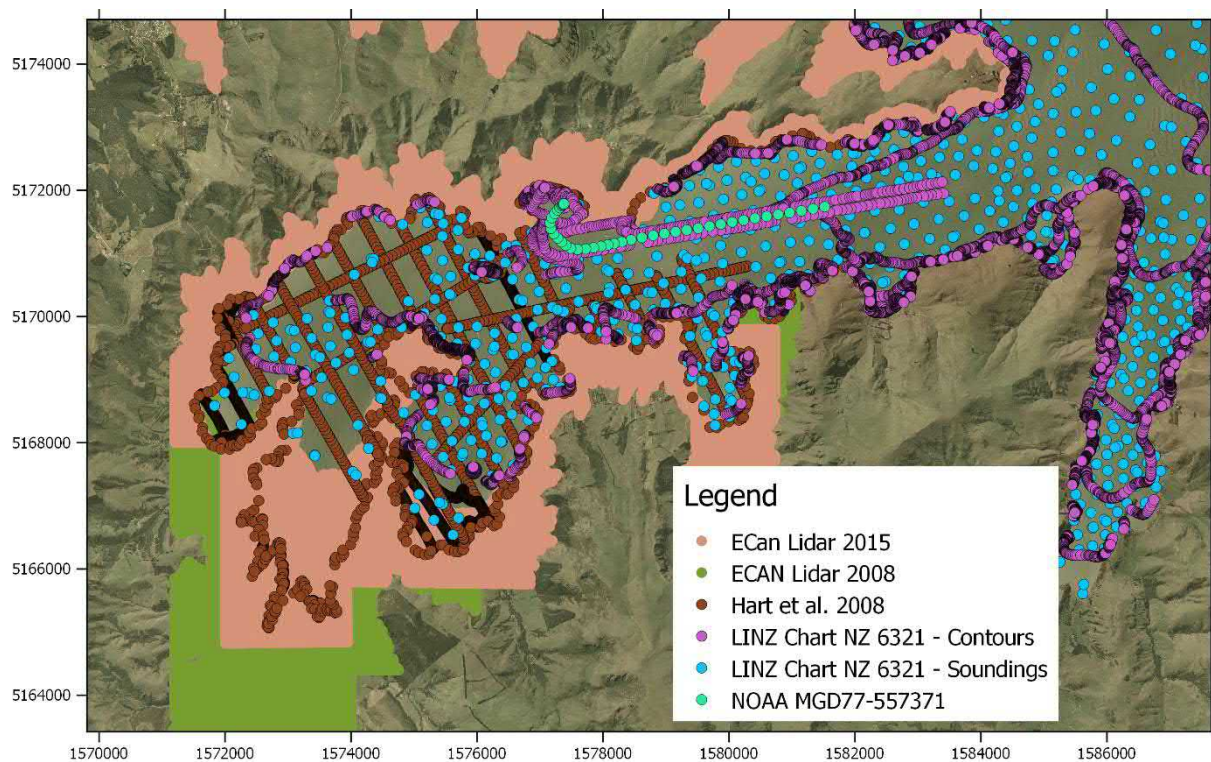 5174000
5172000
5170000
5168000
5166000
5164000
Legend
ECan Lidar 2015
ECAN Lidar 2008
Hart et al. 2008
LINZ Chart NZ 6321 - Contours
LINZ Chart NZ 6321 - Soundings
NOAA MGD77-557371
1570000 1572000 1574000 1576000 1578000 1580000 1582000 1584000 1586000